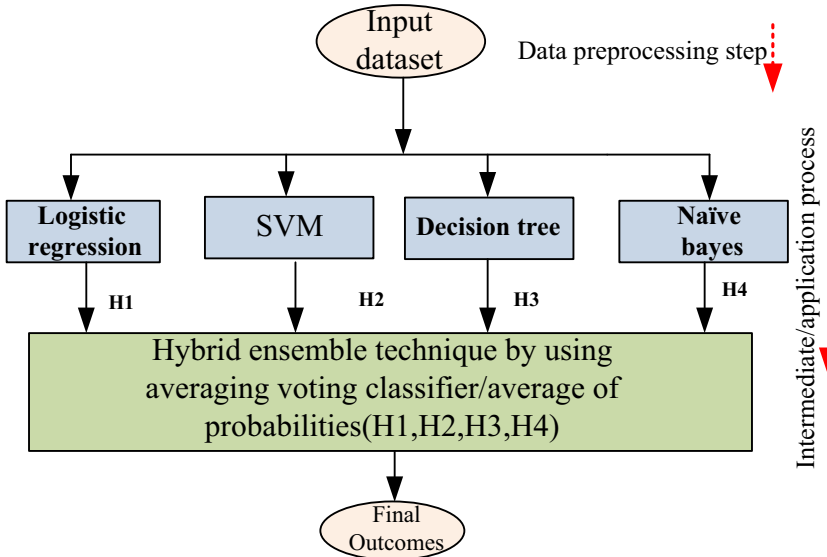 Input
dataset
Data preprocessing step
Logistic
regression
SVM
Decision tree
Naïve
bayes
H1
H2
H3
H4
Hybrid ensemble technique by using
averaging voting classifier/average of
probabilities(H1,H2,H3,H4)
Intermediate/application process
Final
Outcomes